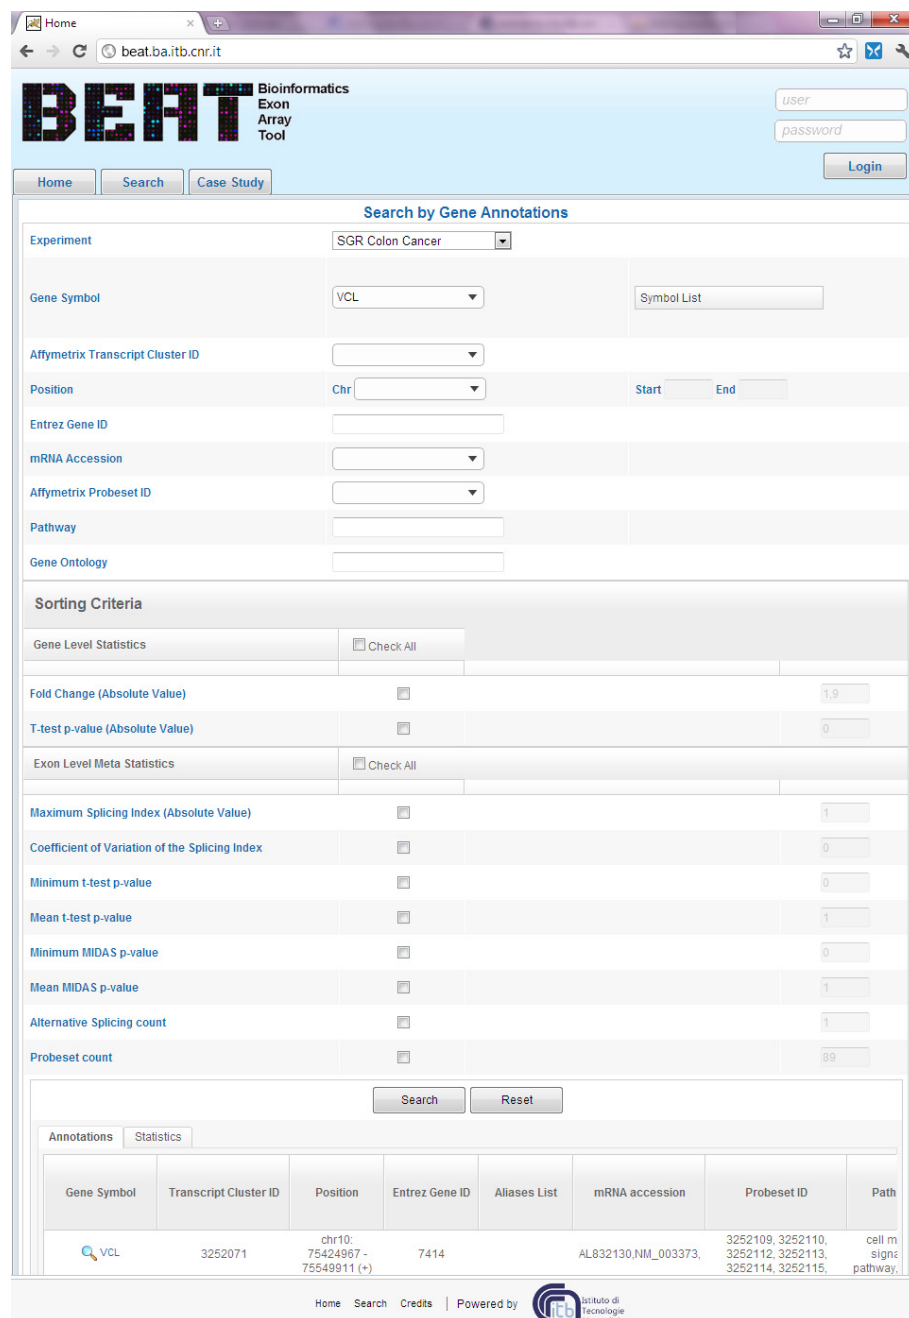 Home
beat.ba.itb.cnr.it
BEAT
Bioinformatics
Exon
Array
Tool
user
password
Login
Home Search Case Study
Search by Gene Annotations
Experiment SGR Colon Cancer
Gene Symbol VCL Symbol List
Affymetrix Transcript Cluster ID
Position Chr Start End
Entrez Gene ID
mRNA Accession
Affymetrix Probeset ID
Pathway
Gene Ontology
Sorting Criteria
Gene Level Statistics Check All
Fold Change (Absolute Value) 1,9
T-test p-value (Absolute Value) 0
Exon Level Meta Statistics Check All
Maximum Splicing Index (Absolute Value) 1
Coefficient of Variation of the Splicing Index 0
Minimum t-test p-value 0
Mean t-test p-value 1
Minimum MIDAS p-value 0
Mean MIDAS p-value 1
Alternative Splicing count 1
Probeset count 89
Search Reset
Annotations Statistics
Gene Symbol Transcript Cluster ID Position Entrez Gene ID Aliases List mRNA accession Probeset ID Path
VCL 3252071 chr10: 75424967 - 75549911 (+) 7414 AL832130,NM_003373, 3252109, 3252110, 3252112, 3252113, 3252114, 3252115, cell m signa pathway,
Home Search Credits | Powered by itb Istituto di
Tecnologie